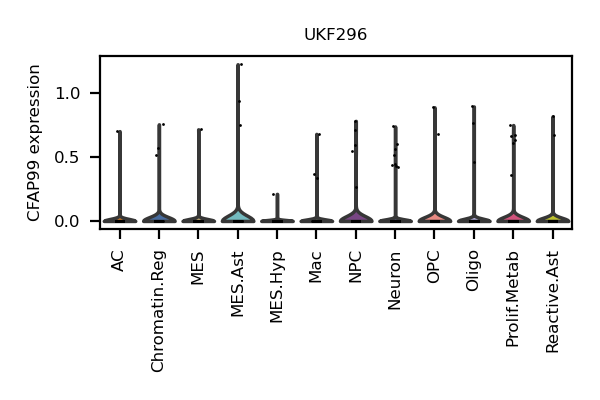 UKF296
CFAP99 expression
1.0
0.5
0.0
AC
Chromatin.Reg
MES
MES.Ast
MES.Hyp
Mac
NPC
Neuron
OPC
Oligo
Prolif.Metab
Reactive.Ast